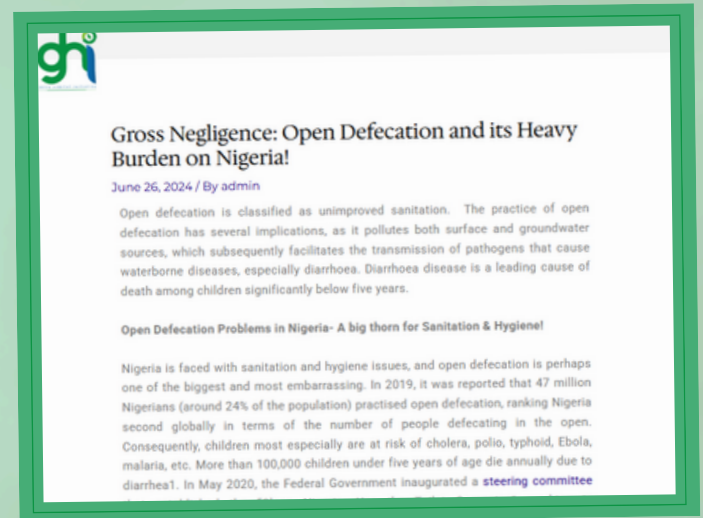 ghi
Gross Negligence: Open Defecation and its Heavy
Burden on Nigeria!
June 26, 2024 / By admin
Open defecation is classified as unimproved sanitation. The practice of open
defecation has several implications, as it pollutes both surface and groundwater
sources, which subsequently facilitates the transmission of pathogens that cause
waterborne diseases, especially diarrhoea. Diarrhoea disease is a leading cause of
death among children significantly below five years.
Open Defecation Problems in Nigeria- A big thorn for Sanitation & Hygiene!
Nigeria is faced with sanitation and hygiene issues, and open defecation is perhaps
one of the biggest and most embarrassing. In 2019, it was reported that 47 million
Nigerians (around 24% of the population) practised open defecation, ranking Nigeria
second globally in terms of the number of people defecating in the open.
Consequently, children most especially are at risk of cholera, polio, typhoid, Ebola,
malaria, etc. More than 100,000 children under five years of age die annually due to
diarrhea1. In May 2020, the Federal Government inaugurated a steering committee